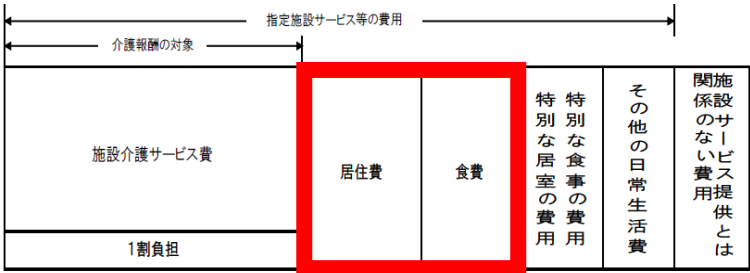 指定施設サービス等の費用
介護報酬の対象
施設介護サービス費
1割負担
居住費
食費
特別な食事の費用
特別な居室の費用
その他の日常生活費
施設サービス提供とは
関係のない費用